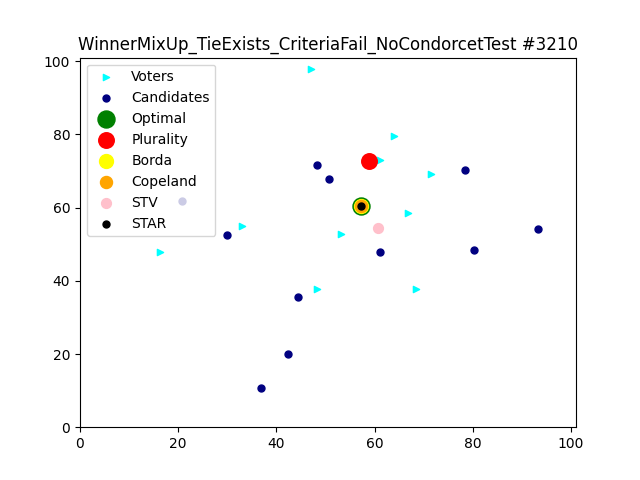 WinnerMixUp_TieExists_CriteriaFail_NoCondorcetTest #3210
100
80
60
40
20
0
Voters
Candidates
Optimal
Plurality
Borda
Copeland
STV
STAR
0 20 40 60 80 100